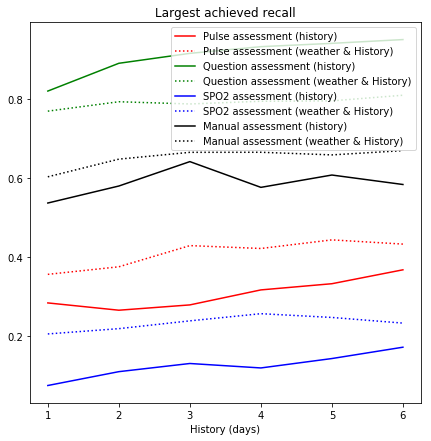 Largest achieved recall
Pulse assessment (history)
Pulse assessment (weather & History)
Question assessment (history)
Question assessment (weather & History)
SPO2 assessment (history)
SPO2 assessment (weather & History)
Manual assessment (history)
Manual assessment (weather & History)
0.8
0.6
0.4
0.2
1 2 3 4 5 6
History (days)